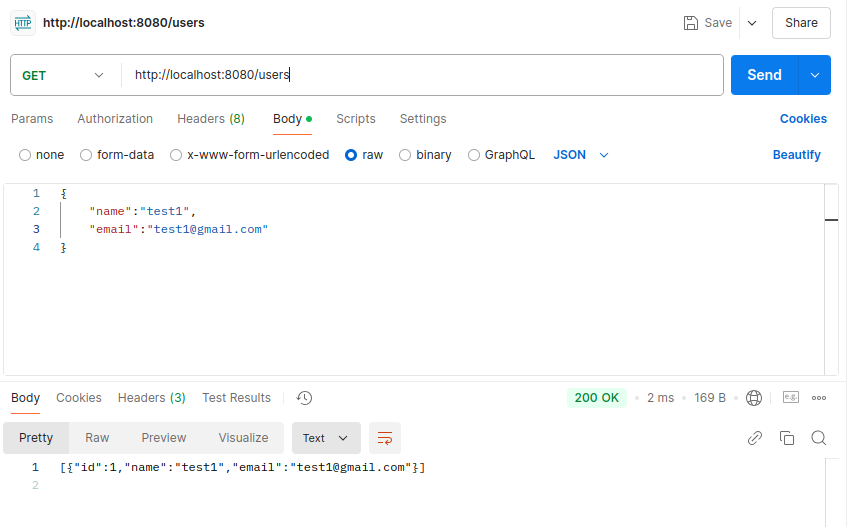 HTTP http://localhost:8080/users Save Share
GET http://localhost:8080/users Send
Params Authorization Headers (8) Body Scripts Settings Cookies
none form-data x-www-form-urlencoded raw binary GraphQL JSON Beautify
1 {
2 "name":"test1",
3 "email":"test1@gmail.com"
4 }
Body Cookies Headers (3) Test Results 200 OK 2 ms 169 B e.g.
Pretty Raw Preview Visualize Text
1 [{"id":1,"name":"test1","email":"test1@gmail.com"}]
2